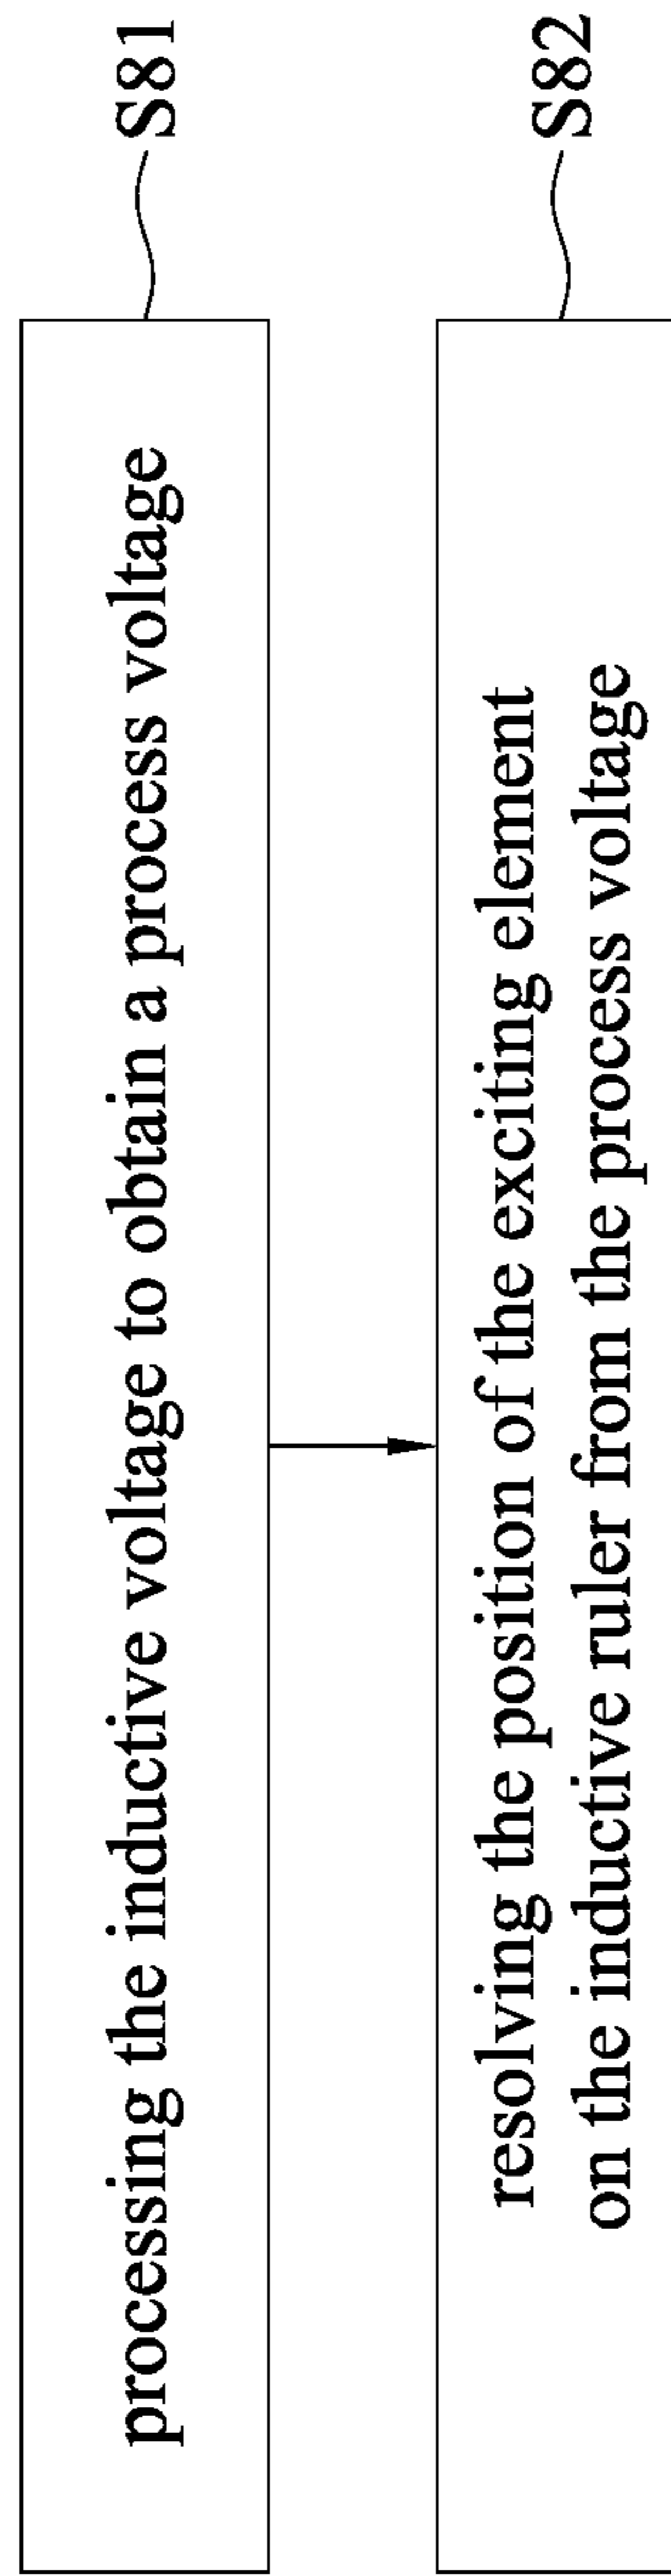 processing the inductive voltage to obtain a process voltage
S81
resolving the position of the exciting element
on the inductive ruler from the process voltage
S82